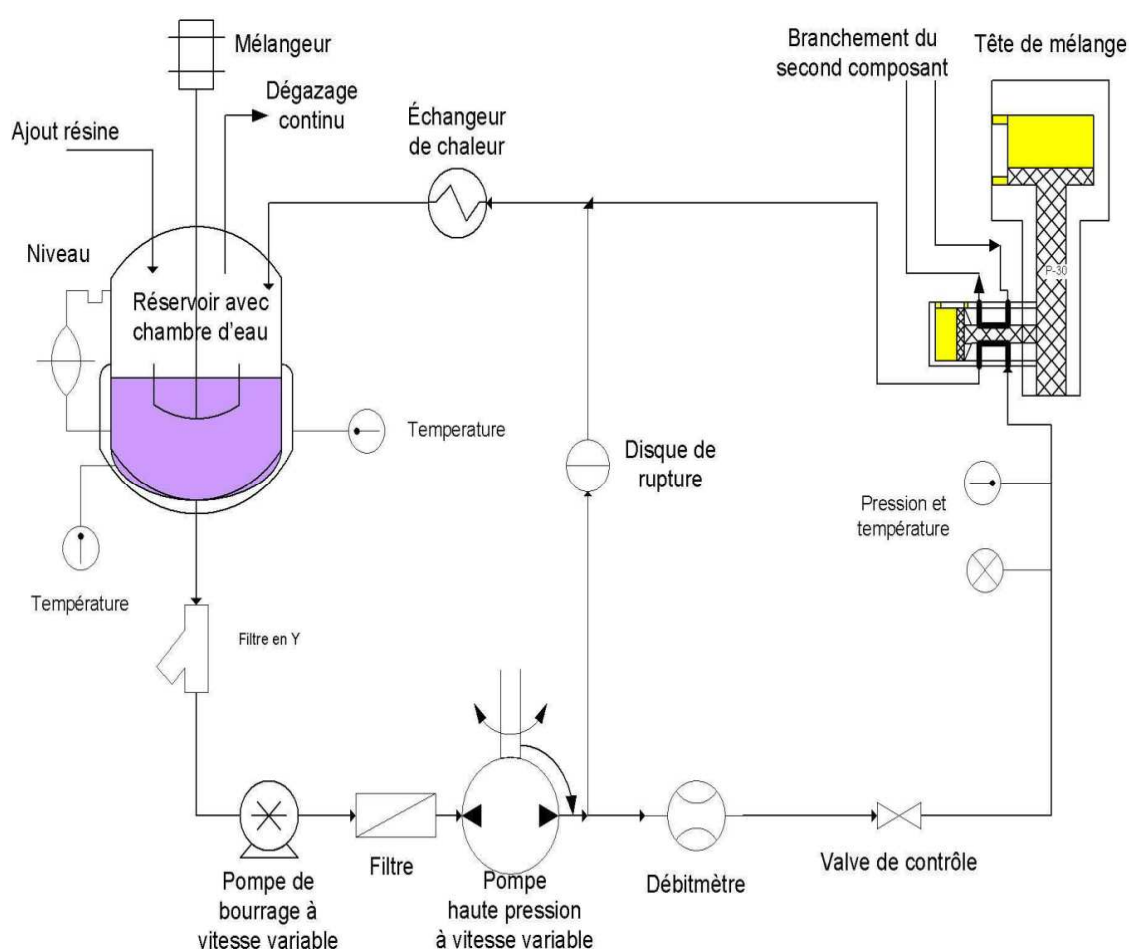 Mélangeur
Dégazage
continu
Ajout résine
Échangeur
de chaleur
Branchement du
second composant
Tête de mélange
Niveau
Réservoir avec
chambre d'eau
P-30
Temperature
Disque de
rupture
Pression et
température
Température
Filtre en Y
Pompe de
bourrage à
vitesse variable
Filtre
Pompe
haute pression
à vitesse variable
Débitmètre
Valve de contrôle